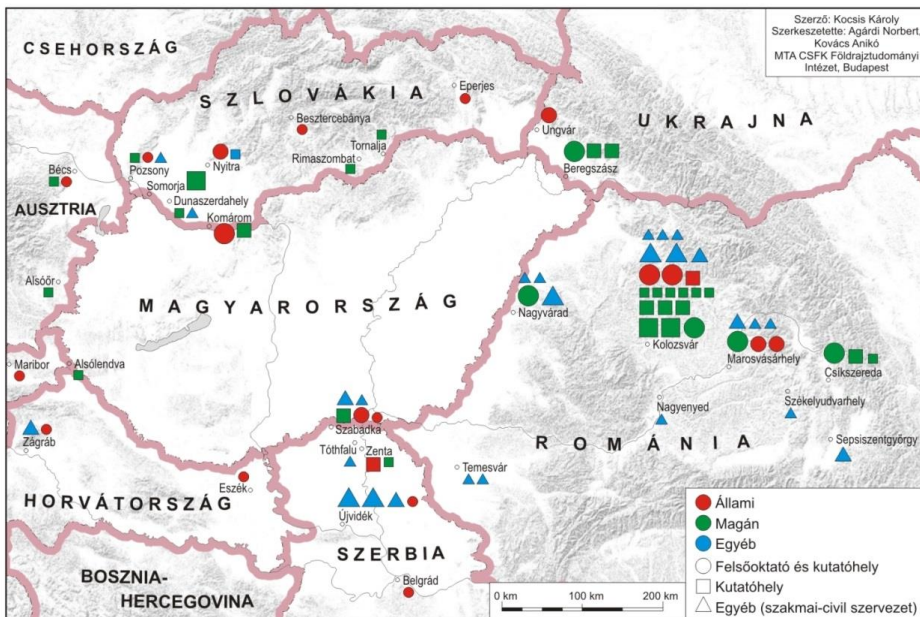 Szerző: Kocsis Károly
Szerkeszetette: Agárdi Norbert,
Kovács Anikó
MTA CSFK Földrajztudományi
Intézet, Budapest
CSEHORSZÁG
SZLOVÁKIA
Eperjes
Besztercebánya
Ungvár
UKRAJNA
Tornalja
Rimaszombat
Beregszász
Nyitra
Pozsony
Bécs
Somorja
Dunaszerdahely
AUSZTRIA
Komárom
Alsóőr
MAGYARORSZÁG
Nagyvárad
Kolozsvár
Marosvásárhely
Csíkszereda
Maribor
Alsólendva
Nagyenyed
Székelyudvarhely
Zágráb
Szabadka
ROMÁNIA
Tóthfalu
Zenta
Sepsiszentgyörgy
Temesvár
Eszék
HORVÁTORSZÁG
Újvidék
SZERBIA
BOSZNIA-
HERCEGOVINA
Belgrád
0 km
100 km
200 km
Állami
Magán
Egyéb
Felsőoktató és kutatóhely
Kutatóhely
Egyéb (szakmai-civil szervezet)